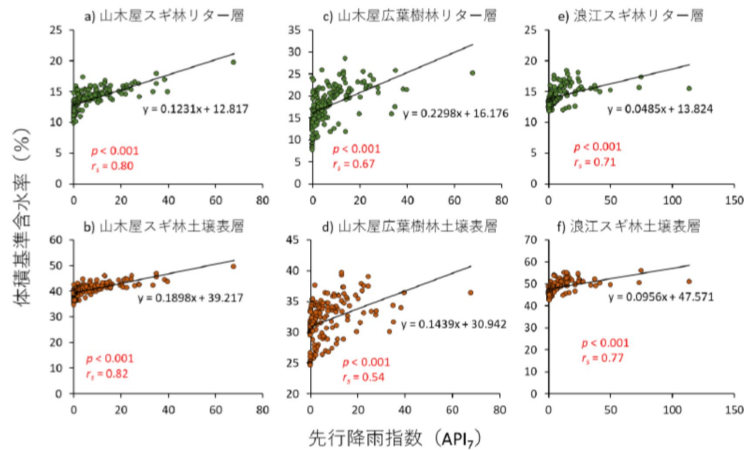 体積基準含水率（%）
a) 山木屋スギ林リター層
25
20
15
10
5
0
0 20 40 60 80
y = 0.1231x + 12.817
p < 0.001
rs = 0.80
c) 山木屋広葉樹林リター層
35
30
25
20
15
10
5
0
0 20 40 60 80
y = 0.2298x + 16.176
p < 0.001
rs = 0.67
e) 浪江スギ林リター層
25
20
15
10
5
0
0 50 100 150
y = 0.0485x + 13.824
p < 0.001
rs = 0.71
b) 山木屋スギ林土壌表層
60
50
40
30
20
10
0
0 20 40 60 80
y = 0.1898x + 39.217
p < 0.001
rs = 0.82
d) 山木屋広葉樹林土壌表層
45
40
35
30
25
20
0 20 40 60 80
y = 0.1439x + 30.942
p < 0.001
rs = 0.54
f) 浪江スギ林土壌表層
70
60
50
40
30
20
10
0
0 50 100 150
y = 0.0956x + 47.571
p < 0.001
rs = 0.77
先行降雨指数（API7）